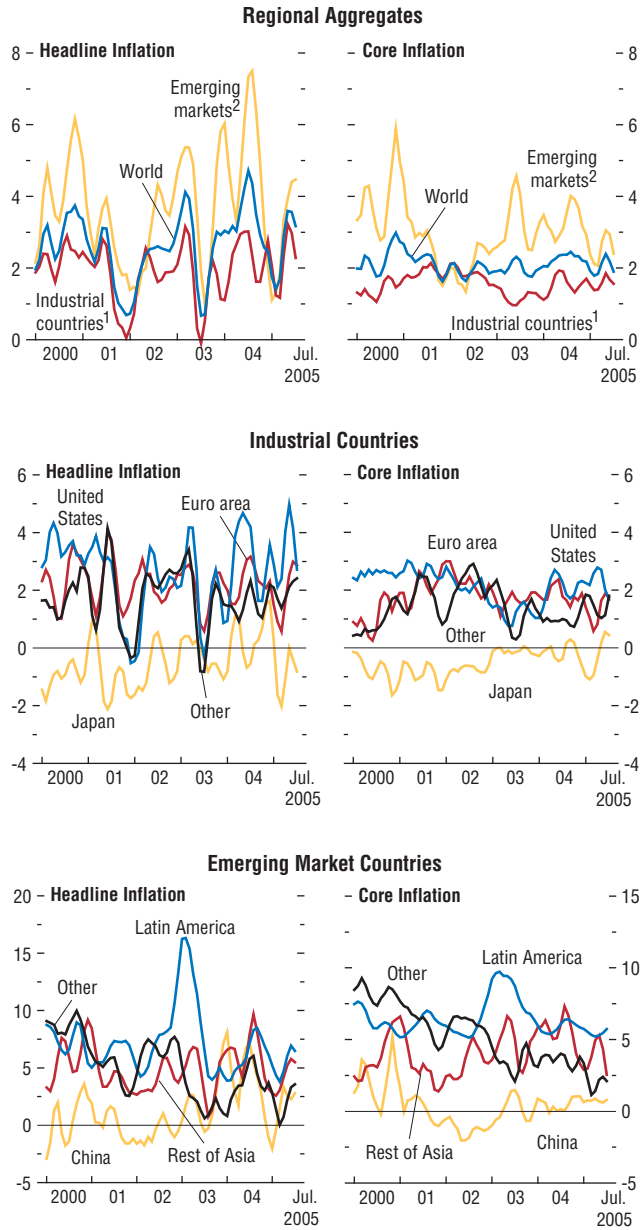 Regional Aggregates
Headline Inflation
8
6
4
2
0
Emerging
markets²
World
Industrial
countries¹
2000 01 02 03 04 Jul.
2005
Core Inflation
8
6
4
2
0
Emerging
markets²
World
Industrial countries¹
2000 01 02 03 04 Jul.
2005
Industrial Countries
Headline Inflation
6
4
2
0
-2
-4
United
States
Euro area
Japan
Other
2000 01 02 03 04 Jul.
2005
Core Inflation
6
4
2
0
-2
-4
Euro area
United
States
Other
Japan
2000 01 02 03 04 Jul.
2005
Emerging Market Countries
Headline Inflation
20
15
10
5
0
-5
Latin America
Other
China
Rest of Asia
2000 01 02 03 04 Jul.
2005
Core Inflation
15
10
5
0
-5
Other
Latin America
Rest of Asia
China
2000 01 02 03 04 Jul.
2005